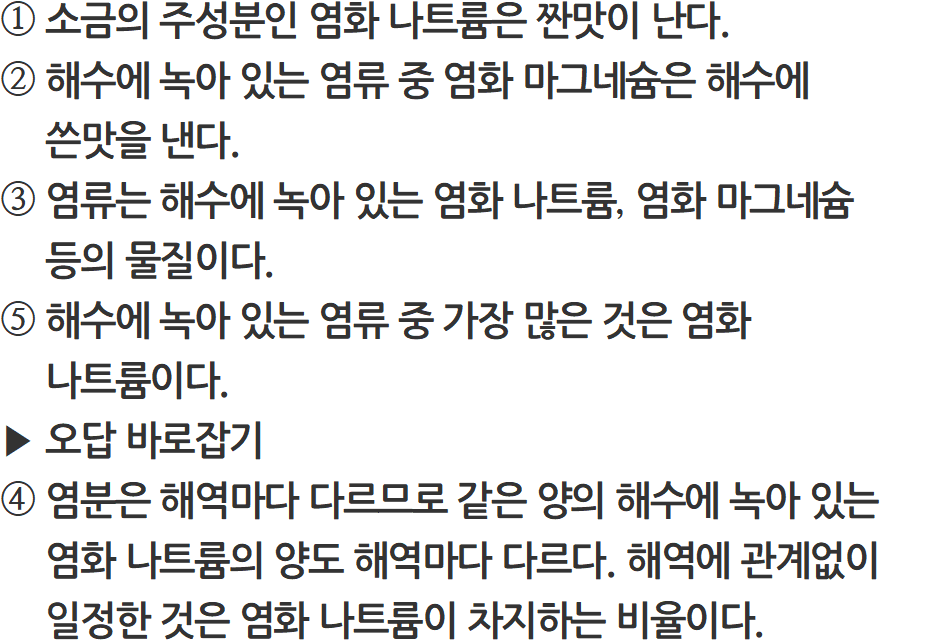 ① 소금의 주성분인 염화 나트륨은 짠맛이 난다.
② 해수에 녹아 있는 염류 중 염화 마그네슘은 해수에
쓴맛을 낸다.
③ 염류는 해수에 녹아 있는 염화 나트륨, 염화 마그네슘
등의 물질이다.
⑤ 해수에 녹아 있는 염류 중 가장 많은 것은 염화
나트륨이다.
▶ 오답 바로잡기
④ 염분은 해역마다 다르므로 같은 양의 해수에 녹아 있는
염화 나트륨의 양도 해역마다 다르다. 해역에 관계없이
일정한 것은 염화 나트륨이 차지하는 비율이다.